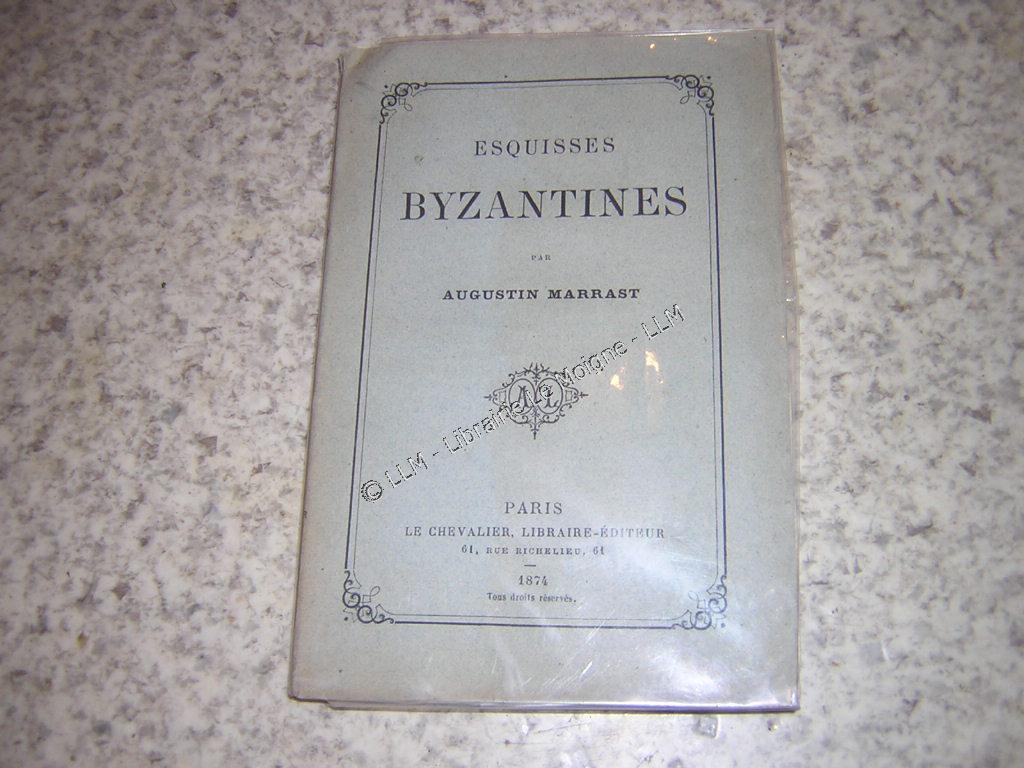 ESQUISSES
BYZANTINES
PAR
AUGUSTIN MARRAST
© LLM - Librairie Le Moigne - LLM
PARIS
LE CHEVALIER, LIBRAIRE-ÉDITEUR
61, RUE RICHELIEU, 61
1874
Tous droits réservés.